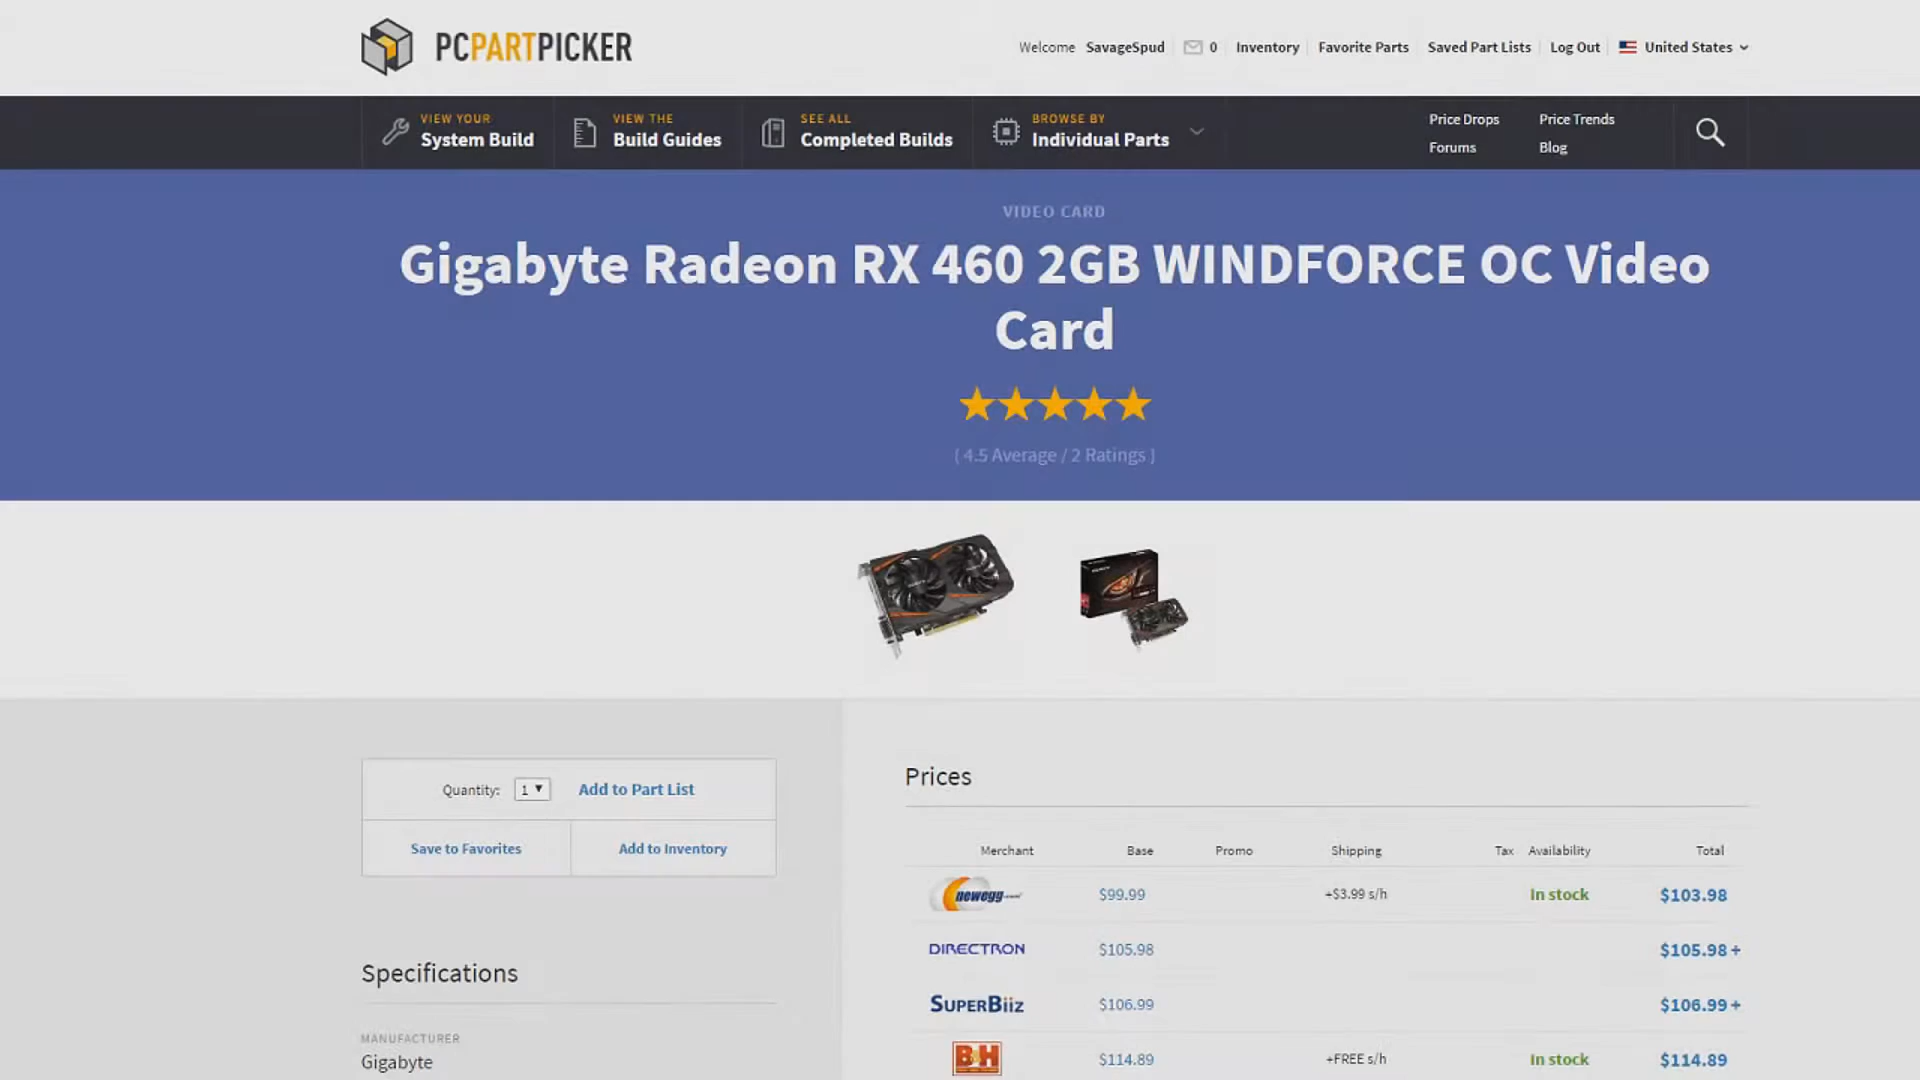 PCPARTPICKER
Welcome SavageSpud 0 Inventory Favorite Parts Saved Part Lists Log Out United States
VIEW YOUR
System Build
VIEW THE
Build Guides
SEE ALL
Completed Builds
BROWSE BY
Individual Parts
Price Drops Price Trends
Forums Blog
VIDEO CARD
Gigabyte Radeon RX 460 2GB WINDFORCE OC Video
Card
( 4.5 Average / 2 Ratings )
Quantity: 1 Add to Part List
Save to Favorites Add to Inventory
Specifications
MANUFACTURER
Gigabyte
Prices
Merchant Base Promo Shipping Tax Availability Total
newegg $99.99 +$3.99 s/h In stock $103.98
DIRECTRON $105.98 $105.98 +
SUPERBiiz $106.99 $106.99 +
B&H $114.89 +FREE s/h In stock $114.89